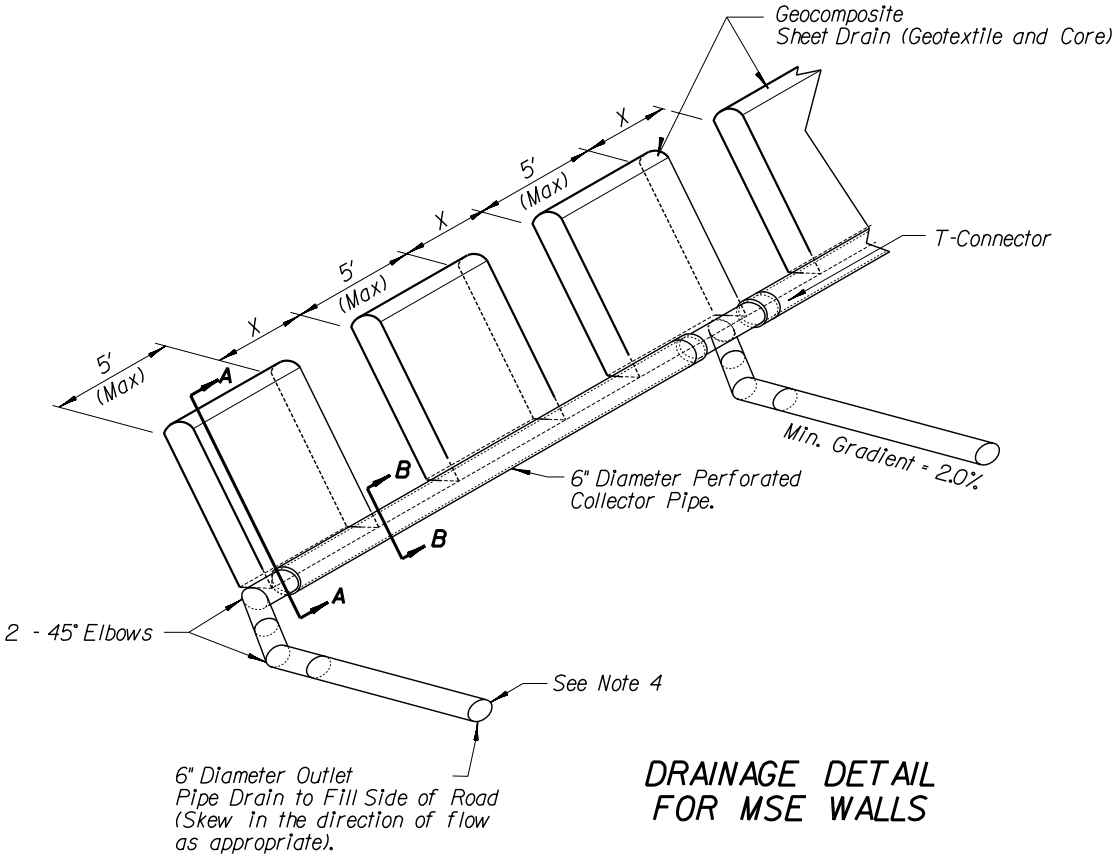 Geocomposite
Sheet Drain (Geotextile and Core)
X
5'
(Max)
X
5'
(Max)
X
5'
(Max)
T-Connector
A
B
Min. Gradient = 2.0%
6" Diameter Perforated
Collector Pipe.
B
A
2 - 45° Elbows
See Note 4
6" Diameter Outlet
Pipe Drain to Fill Side of Road
(Skew in the direction of flow
as appropriate).
DRAINAGE DETAIL
FOR MSE WALLS